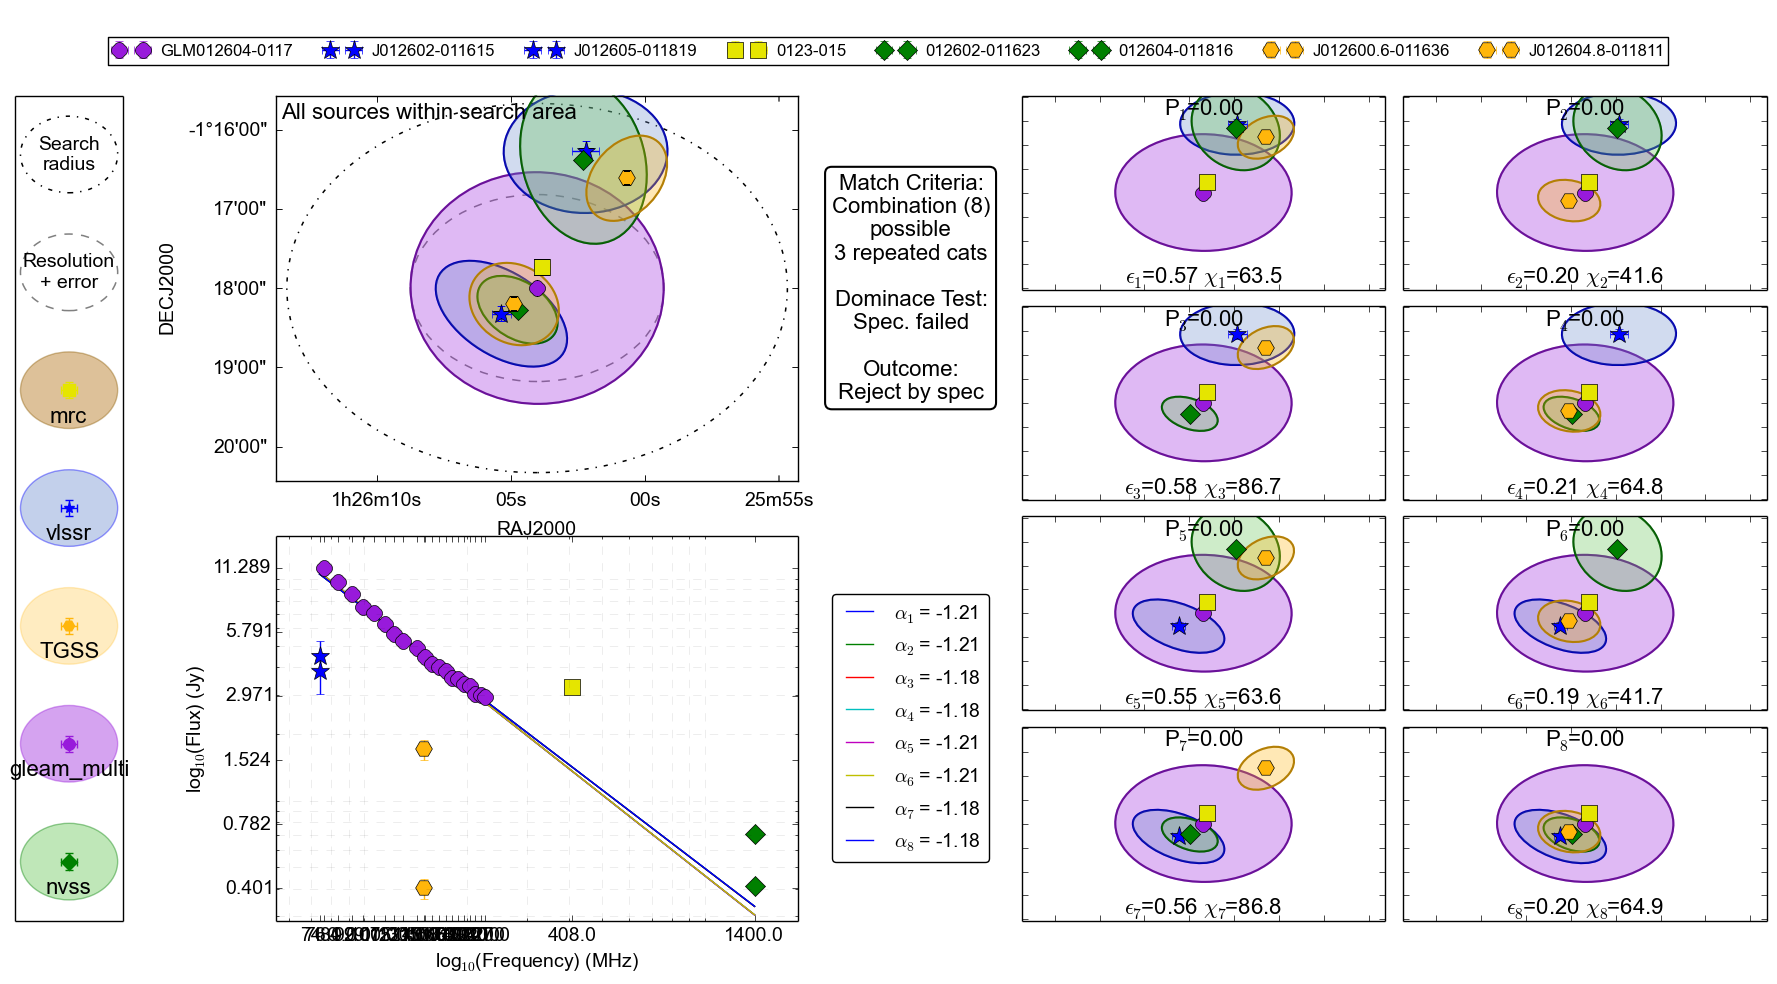 GLM012604-0117 J012602-011615 J012605-011819 0123-015 012602-011623 012604-011816 J012600.6-011636 J012604.8-011811
Search
radius
Resolution
+ error
mrc
vlssr
TGSS
gleam_multi
nvss
All sources within search area
DECJ2000
-1°16'00"
17'00"
18'00"
19'00"
20'00"
1h26m10s 05s 00s 25m55s
RAJ2000
log10(Flux) (Jy)
11.289
5.791
2.971
1.524
0.782
0.401
408.0 1400.0
log10(Frequency) (MHz)
Match Criteria:
Combination (8)
possible
3 repeated cats
Dominace Test:
Spec. failed
Outcome:
Reject by spec
α1 = -1.21
α2 = -1.21
α3 = -1.18
α4 = -1.18
α5 = -1.21
α6 = -1.21
α7 = -1.18
α8 = -1.18
P1=0.00
ϵ1=0.57 χ1=63.5
P2=0.00
ϵ2=0.20 χ2=41.6
P3=0.00
ϵ3=0.58 χ3=86.7
P4=0.00
ϵ4=0.21 χ4=64.8
P5=0.00
ϵ5=0.55 χ5=63.6
P6=0.00
ϵ6=0.19 χ6=41.7
P7=0.00
ϵ7=0.56 χ7=86.8
P8=0.00
ϵ8=0.20 χ8=64.9